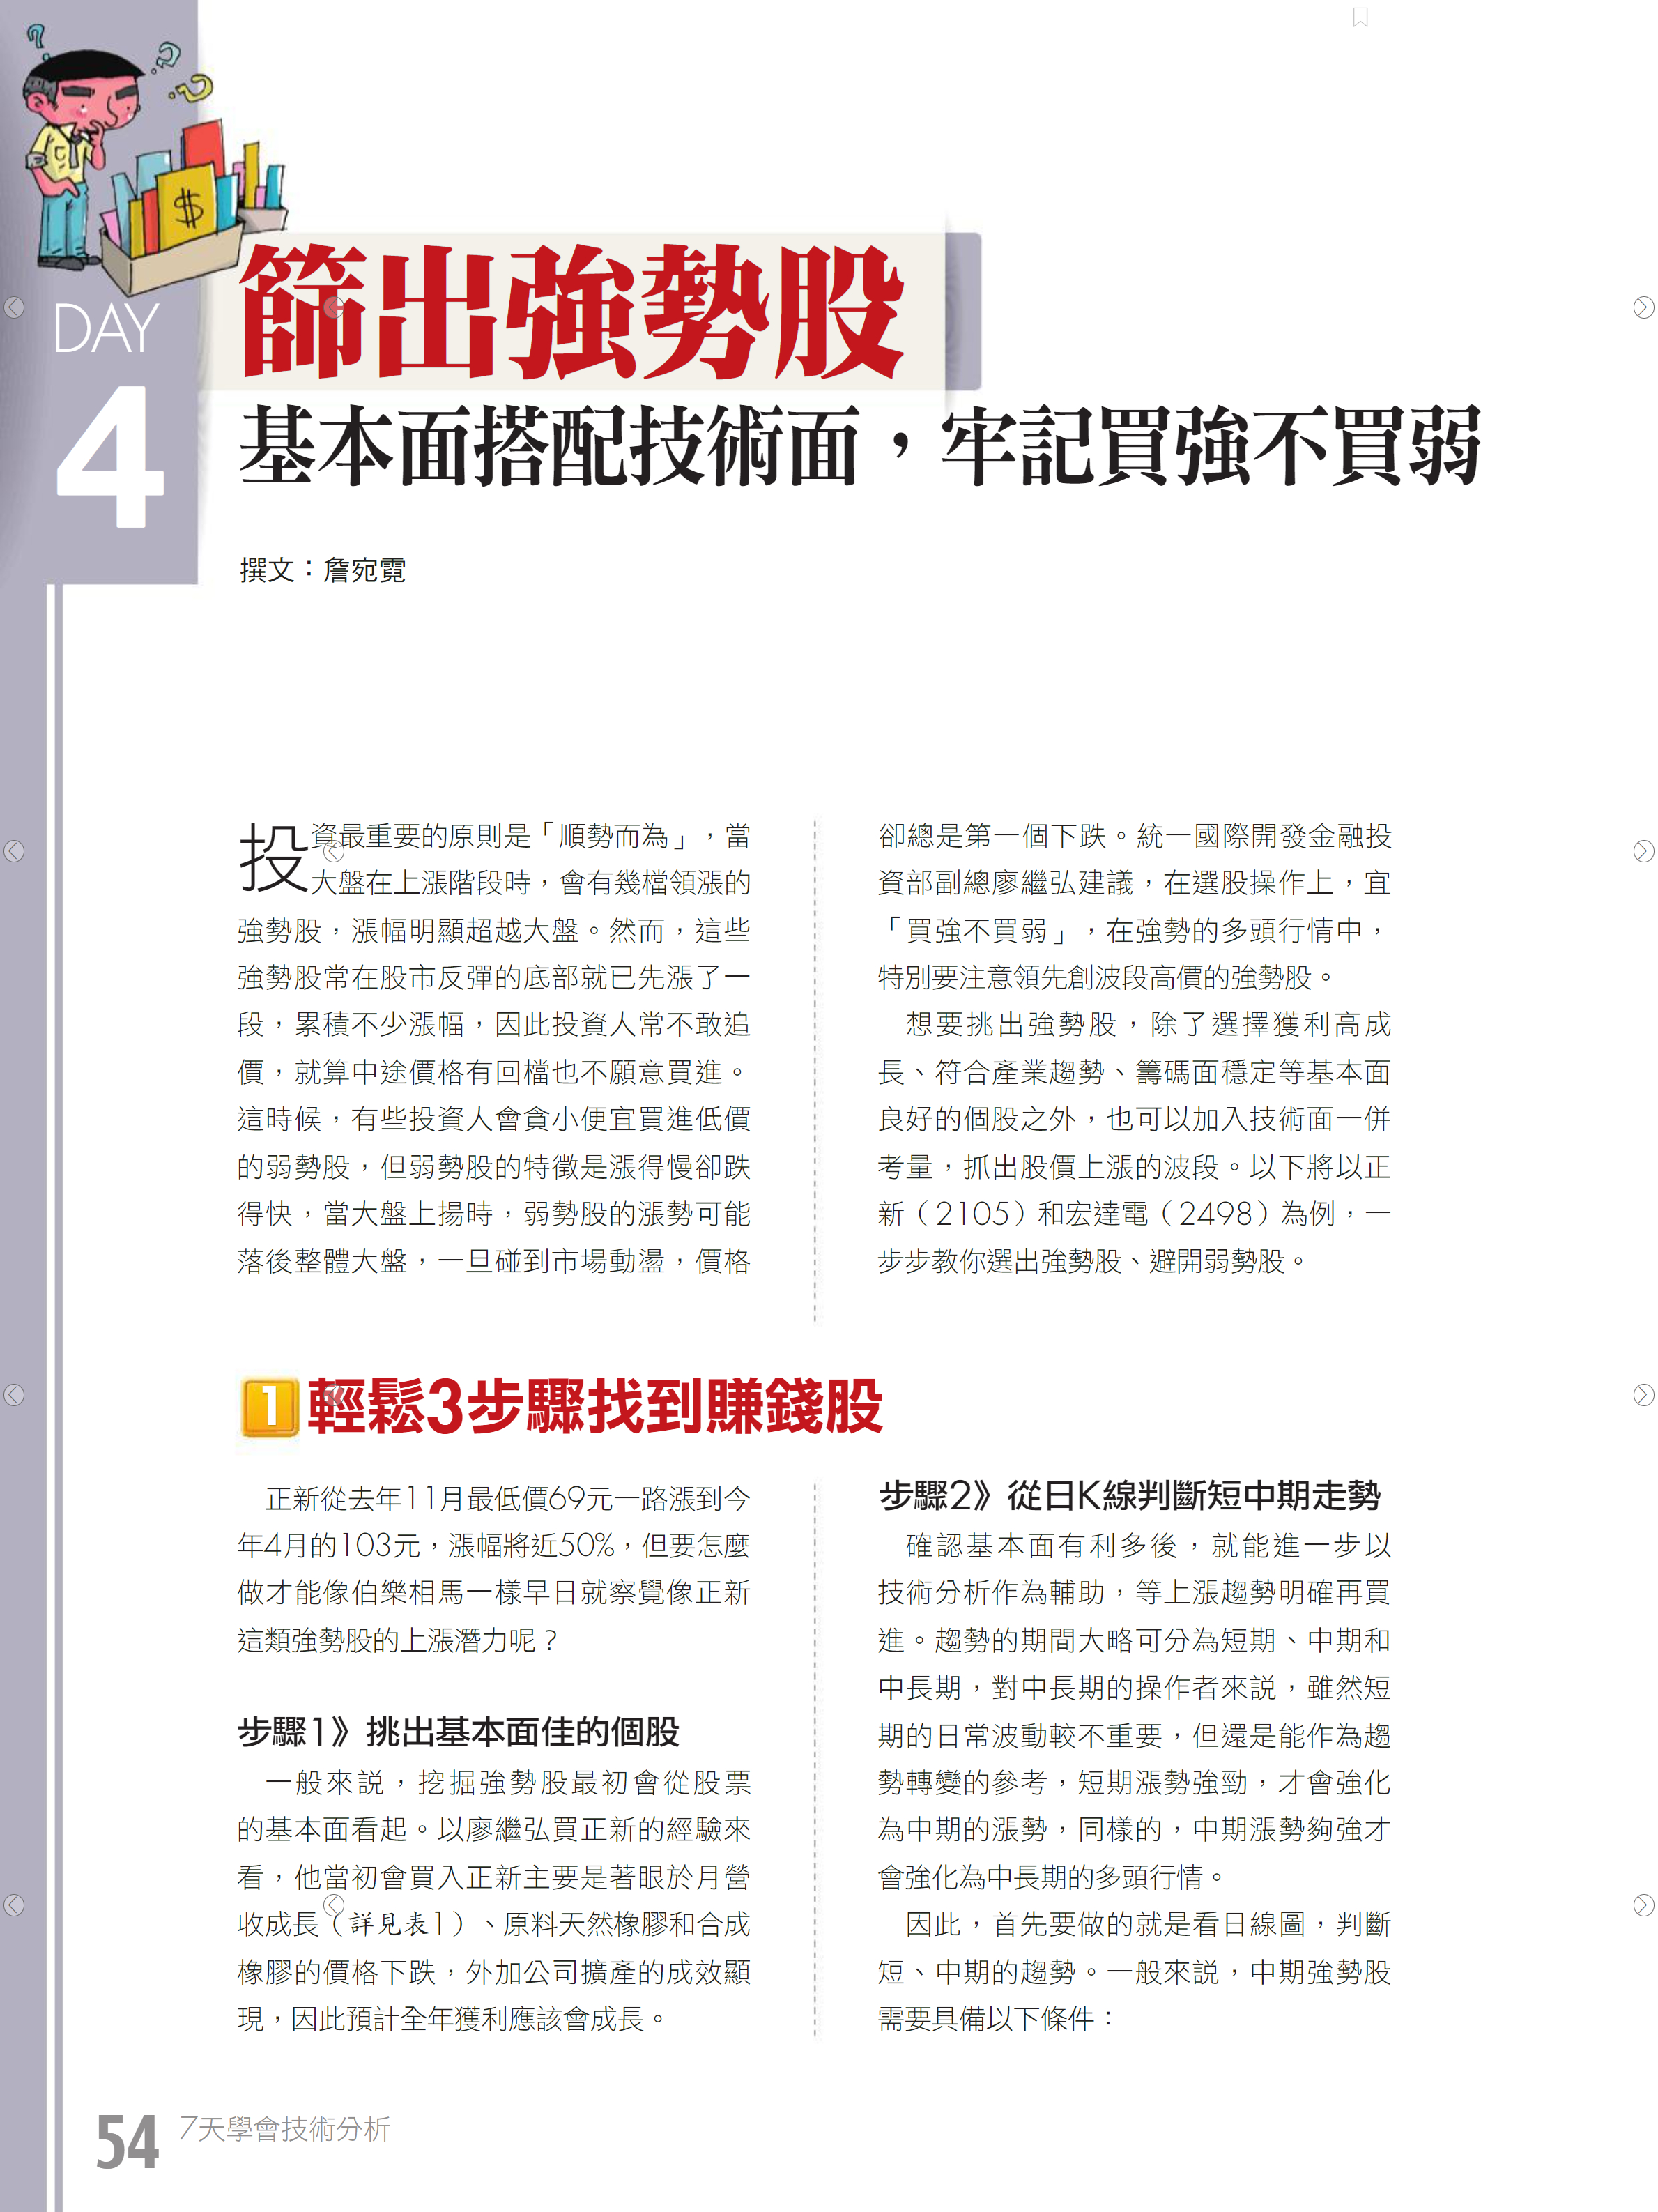 DAY
4
篩出強勢股
基本面搭配技術面，牢記買強不買弱
撰文：詹宛霓
投資最重要的原則是「順勢而為」，當
大盤在上漲階段時，會有幾檔領漲的
強勢股，漲幅明顯超越大盤。然而，這些
強勢股常在股市反彈的底部就已先漲了一
段，累積不少漲幅，因此投資人常不敢追
價，就算中途價格有回檔也不願意買進。
這時候，有些投資人會貪小便宜買進低價
的弱勢股，但弱勢股的特徵是漲得慢卻跌
得快，當大盤上揚時，弱勢股的漲勢可能
落後整體大盤，一旦碰到市場動盪，價格
卻總是第一個下跌。統一國際開發金融投
資部副總廖繼弘建議，在選股操作上，宜
「買強不買弱」，在強勢的多頭行情中，
特別要注意領先創波段高價的強勢股。
想要挑出強勢股，除了選擇獲利高成
長、符合產業趨勢、籌碼面穩定等基本面
良好的個股之外，也可以加入技術面一併
考量，抓出股價上漲的波段。以下將以正
新（2105）和宏達電（2498）為例，一
步步教你選出強勢股、避開弱勢股。
1 輕鬆3步驟找到賺錢股
正新從去年11月最低價69元一路漲到今
年4月的103元，漲幅將近50%，但要怎麼
做才能像伯樂相馬一樣早日就察覺像正新
這類強勢股的上漲潛力呢？
步驟1》挑出基本面佳的個股
一般來說，挖掘強勢股最初會從股票
的基本面看起。以廖繼弘買正新的經驗來
看，他當初會買入正新主要是著眼於月營
收成長（詳見表1）、原料天然橡膠和合成
橡膠的價格下跌，外加公司擴產的成效顯
現，因此預計全年獲利應該會成長。
步驟2》從日K線判斷短中期走勢
確認基本面有利多後，就能進一步以
技術分析作為輔助，等上漲趨勢明確再買
進。趨勢的期間大略可分為短期、中期和
中長期，對中長期的操作者來說，雖然短
期的日常波動較不重要，但還是能作為趨
勢轉變的參考，短期漲勢強勁，才會強化
為中期的漲勢，同樣的，中期漲勢夠強才
會強化為中長期的多頭行情。
因此，首先要做的就是看日線圖，判斷
短、中期的趨勢。一般來說，中期強勢股
需要具備以下條件：
54 7天學會技術分析